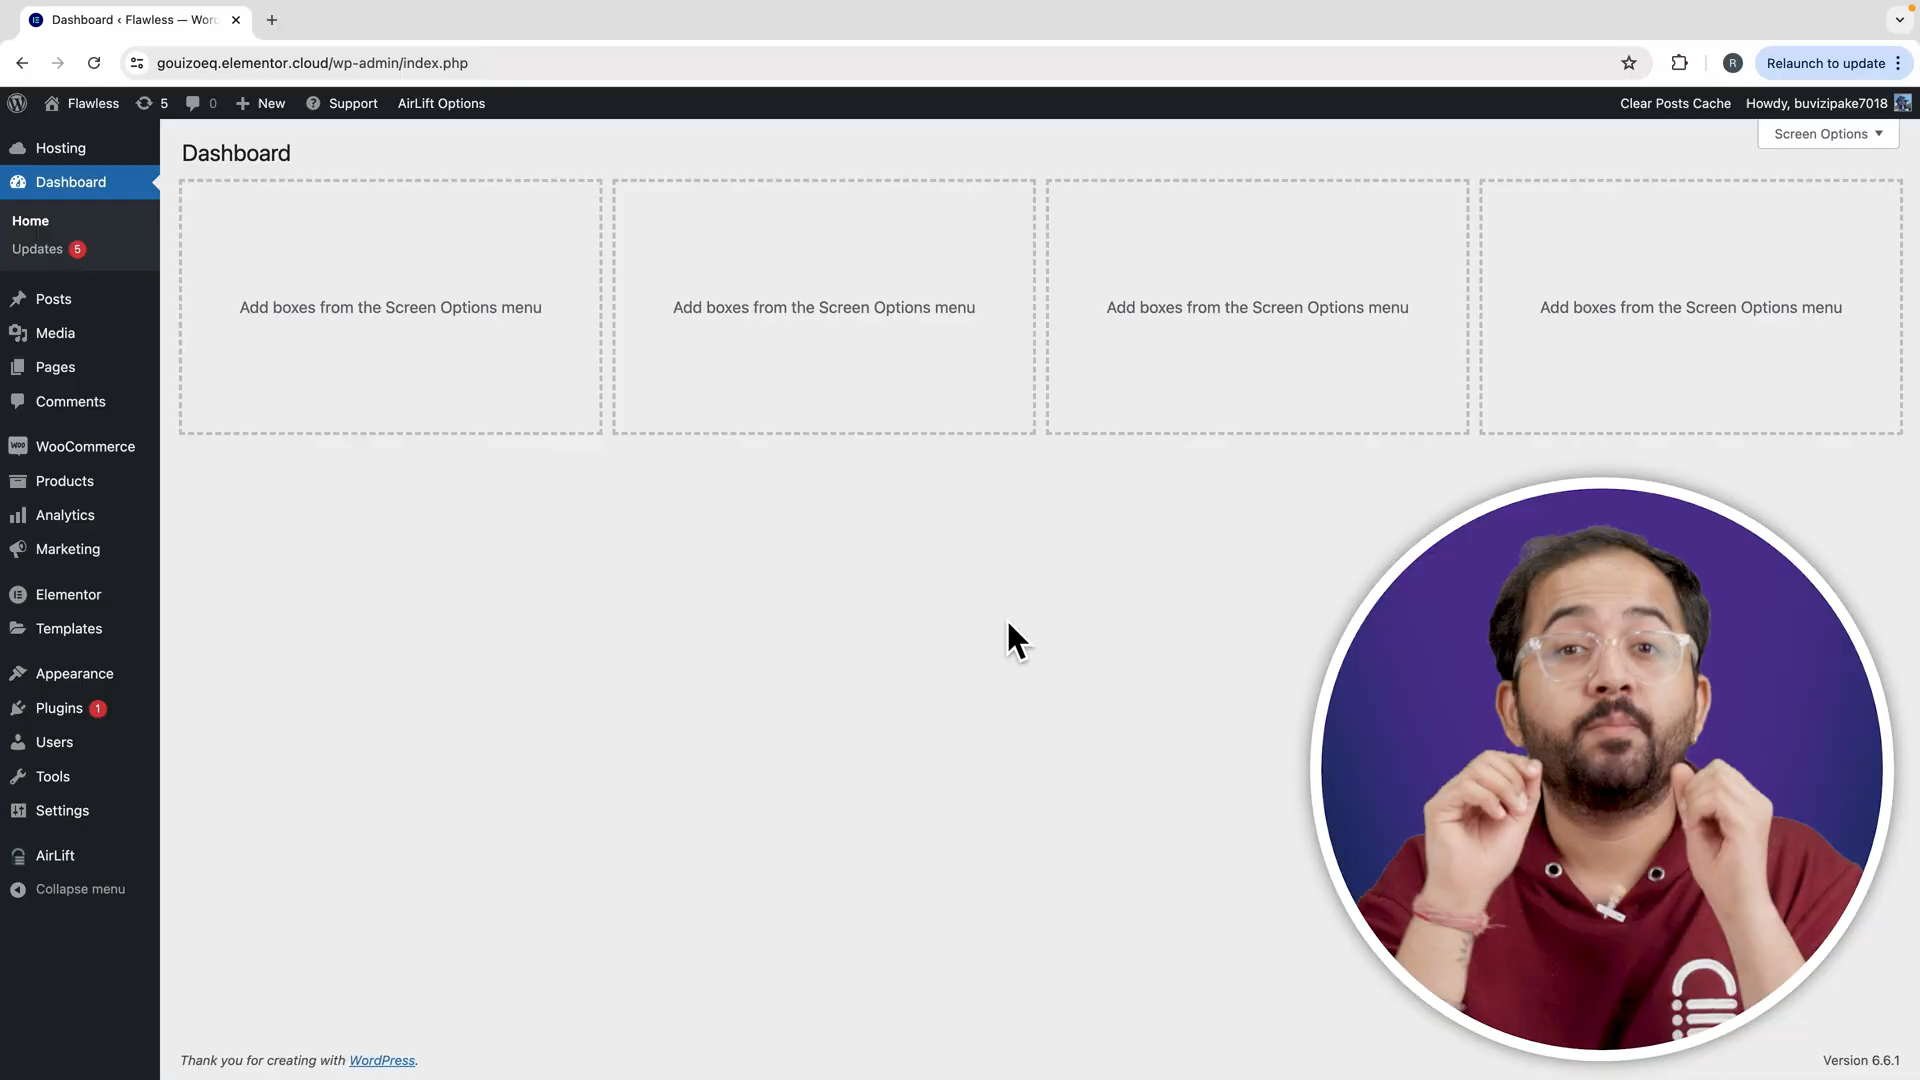 Dashboard ‹ Flawless — Word
gouizoeq.elementor.cloud/wp-admin/index.php
R
Relaunch to update
Flawless
5
0
New
Support
AirLift Options
Clear Posts Cache
Howdy, buvizipake7018
Screen Options
Hosting
Dashboard
Home
Updates 5
Posts
Media
Pages
Comments
WooCommerce
Products
Analytics
Marketing
Elementor
Templates
Appearance
Plugins 1
Users
Tools
Settings
AirLift
Collapse menu
Dashboard
Add boxes from the Screen Options menu
Add boxes from the Screen Options menu
Add boxes from the Screen Options menu
Add boxes from the Screen Options menu
Thank you for creating with WordPress.
Version 6.6.1